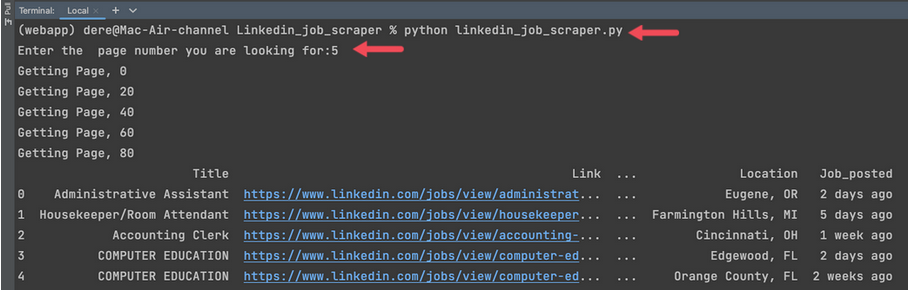 Pull
Terminal: Local × + ∨
(webapp) dere@Mac-Air-channel Linkedin_job_scraper % python linkedin_job_scraper.py
Enter the  page number you are looking for:5
Getting Page, 0
Getting Page, 20
Getting Page, 40
Getting Page, 60
Getting Page, 80
Title Link ... Location Job_posted
0 Administrative Assistant https://www.linkedin.com/jobs/view/administrat... ... Eugene, OR 2 days ago
1 Housekeeper/Room Attendant https://www.linkedin.com/jobs/view/housekeeper... ... Farmington Hills, MI 5 days ago
2 Accounting Clerk https://www.linkedin.com/jobs/view/accounting-... ... Cincinnati, OH 1 week ago
3 COMPUTER EDUCATION https://www.linkedin.com/jobs/view/computer-ed... ... Edgewood, FL 2 days ago
4 COMPUTER EDUCATION https://www.linkedin.com/jobs/view/computer-ed... ... Orange County, FL 2 weeks ago